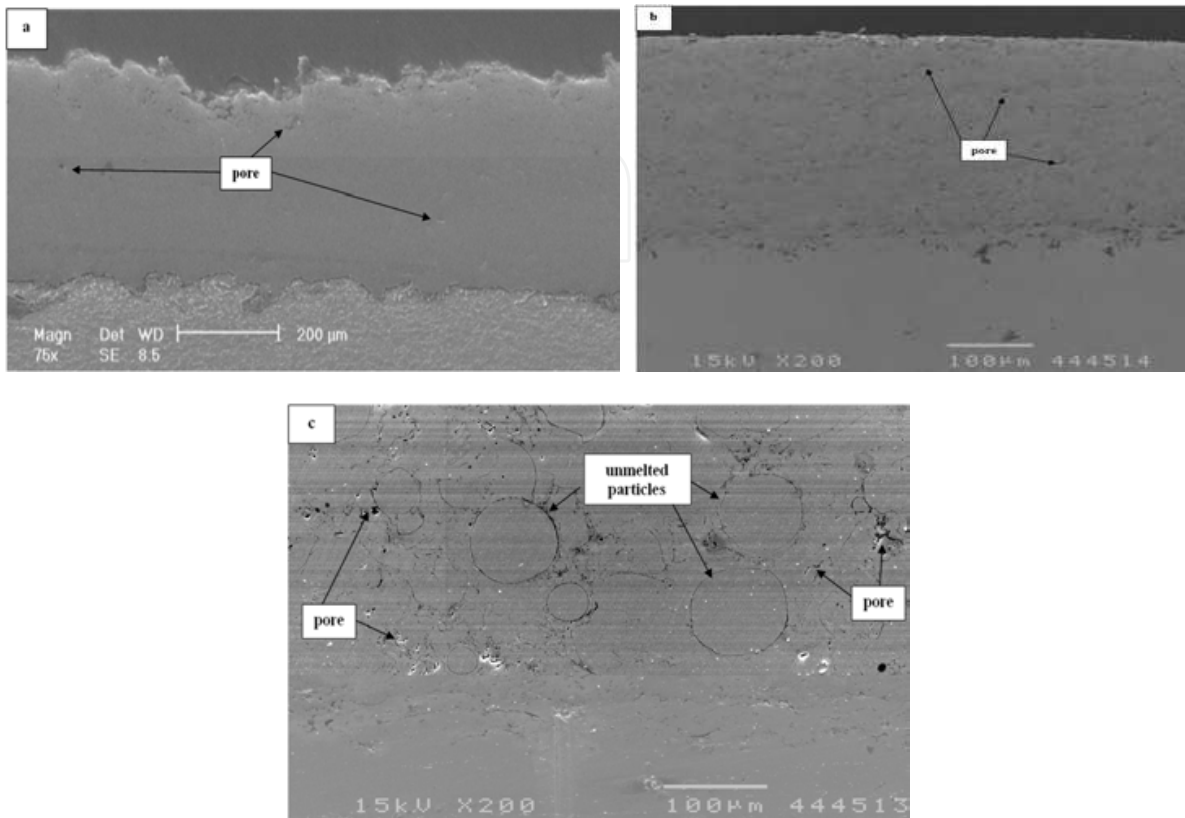 a
pore
Magn Det WD
75x SE 8.5
200 µm
b
pore
15kV X200 100µm 444514
c
unmelted
particles
pore
pore
15kV X200 100µm 444513